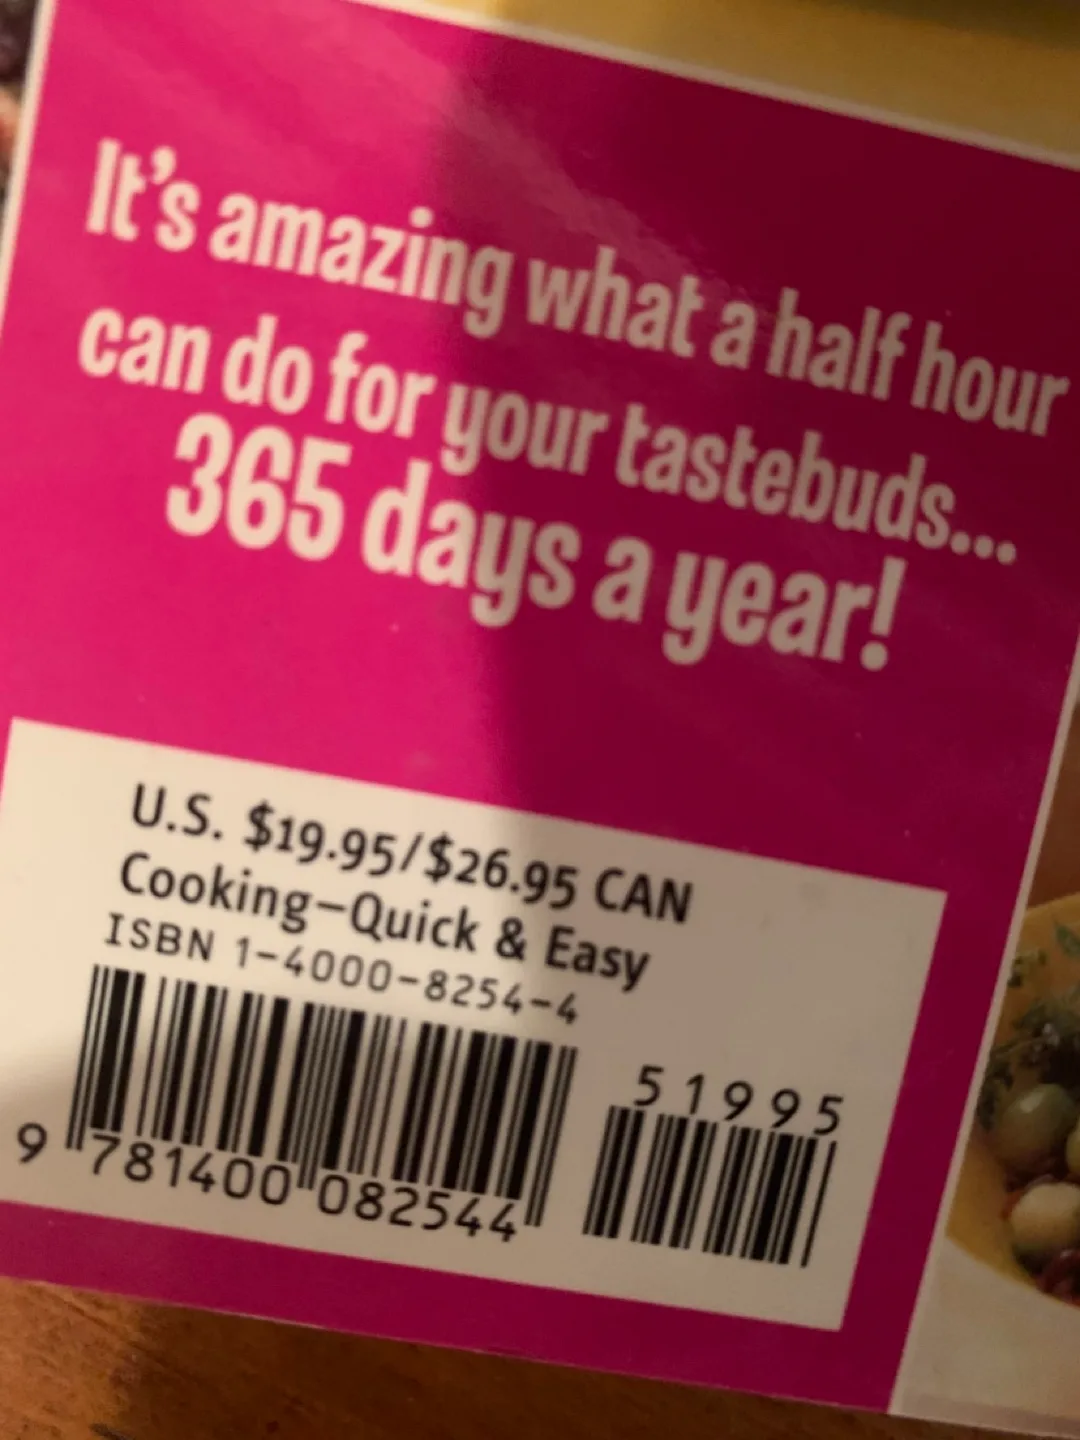 It's amazing what a half hour
can do for your tastebuds...
365 days a year!
U.S. $19.95/$26.95 CAN
Cooking–Quick & Easy
ISBN 1-4000-8254-4
51995
9 781400 082544